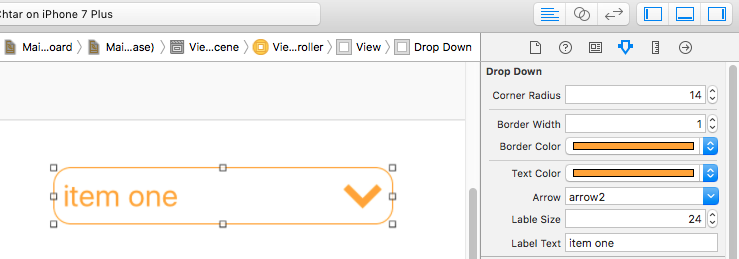 Chtar on iPhone 7 Plus
Mai...oard
Mai...ase)
Vie...cene
Vie...roller
View
Drop Down
Drop Down
Corner Radius 14
Border Width 1
Border Color
item one
Text Color
Arrow arrow2
Lable Size 24
Label Text item one